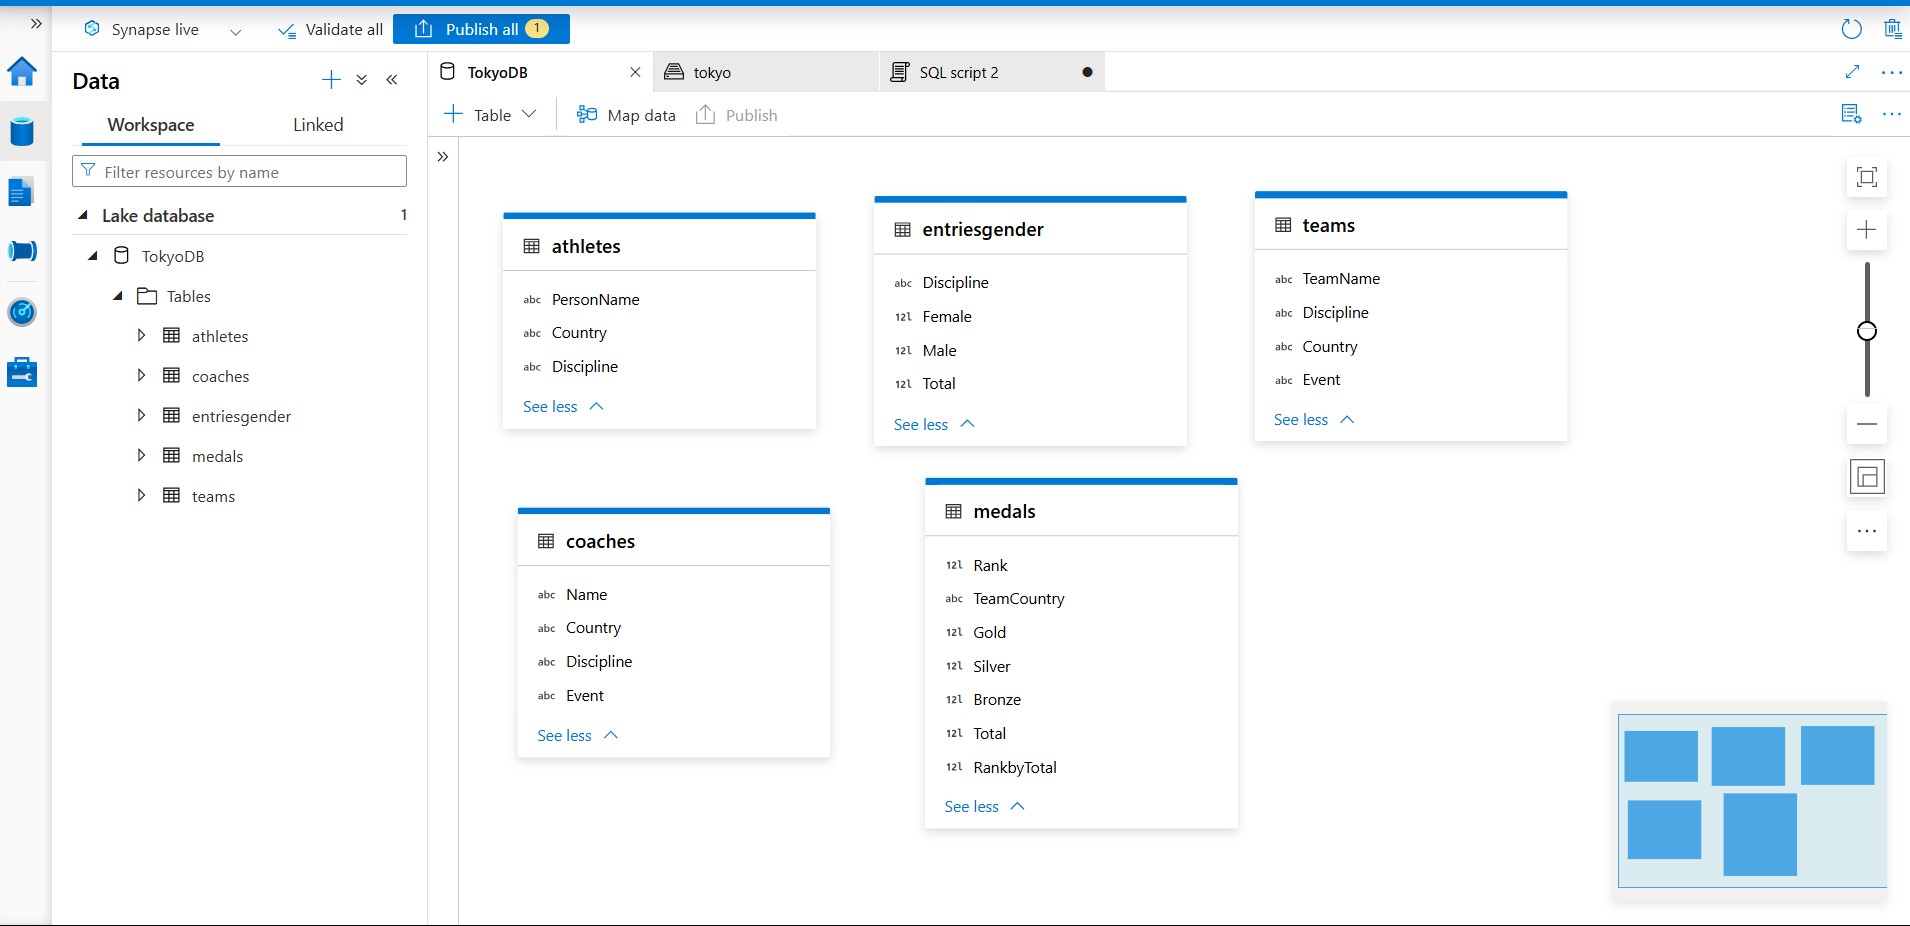 Synapse live
Validate all
Publish all 1
Data
Workspace
Linked
Filter resources by name
Lake database 1
TokyoDB
Tables
athletes
coaches
entriesgender
medals
teams
TokyoDB
tokyo
SQL script 2
Table
Map data
Publish
athletes
abc PersonName
abc Country
abc Discipline
See less
entriesgender
abc Discipline
12l Female
12l Male
12l Total
See less
teams
abc TeamName
abc Discipline
abc Country
abc Event
See less
coaches
abc Name
abc Country
abc Discipline
abc Event
See less
medals
12l Rank
abc TeamCountry
12l Gold
12l Silver
12l Bronze
12l Total
12l RankbyTotal
See less